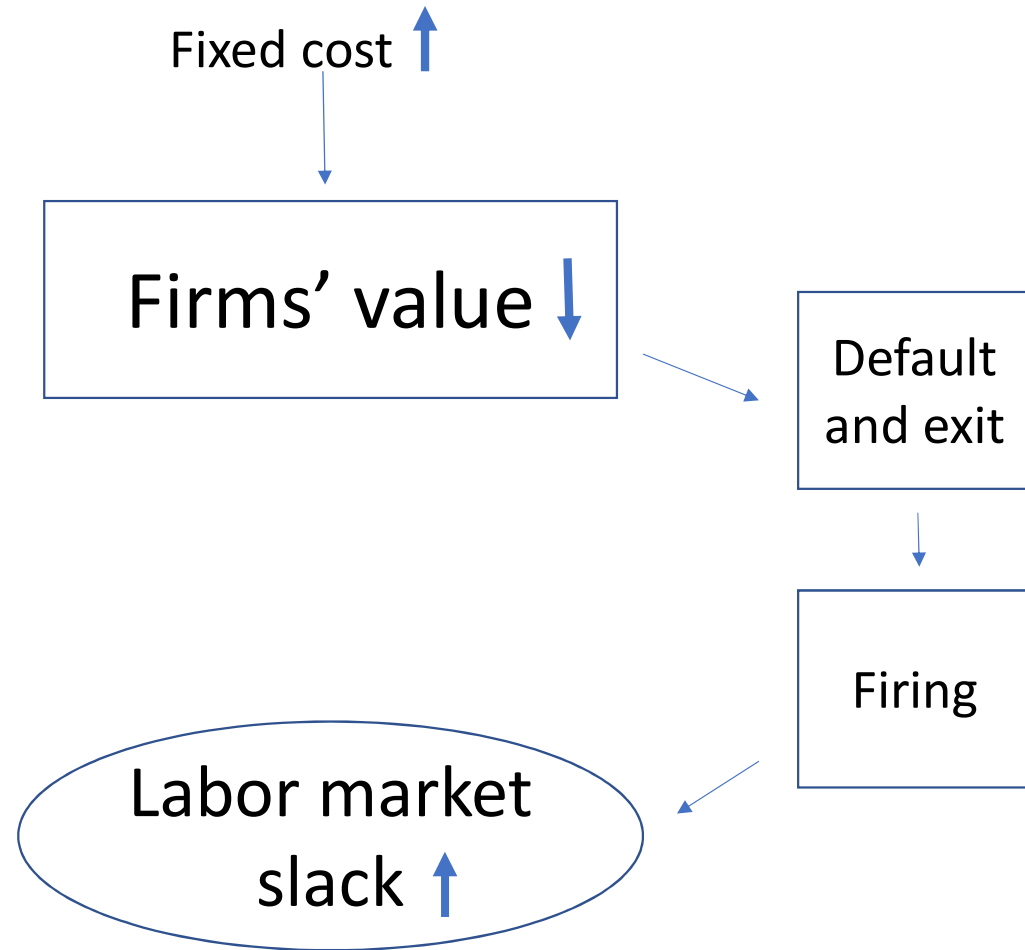 Fixed cost
Firms’ value
Default
and exit
Firing
Labor market
slack